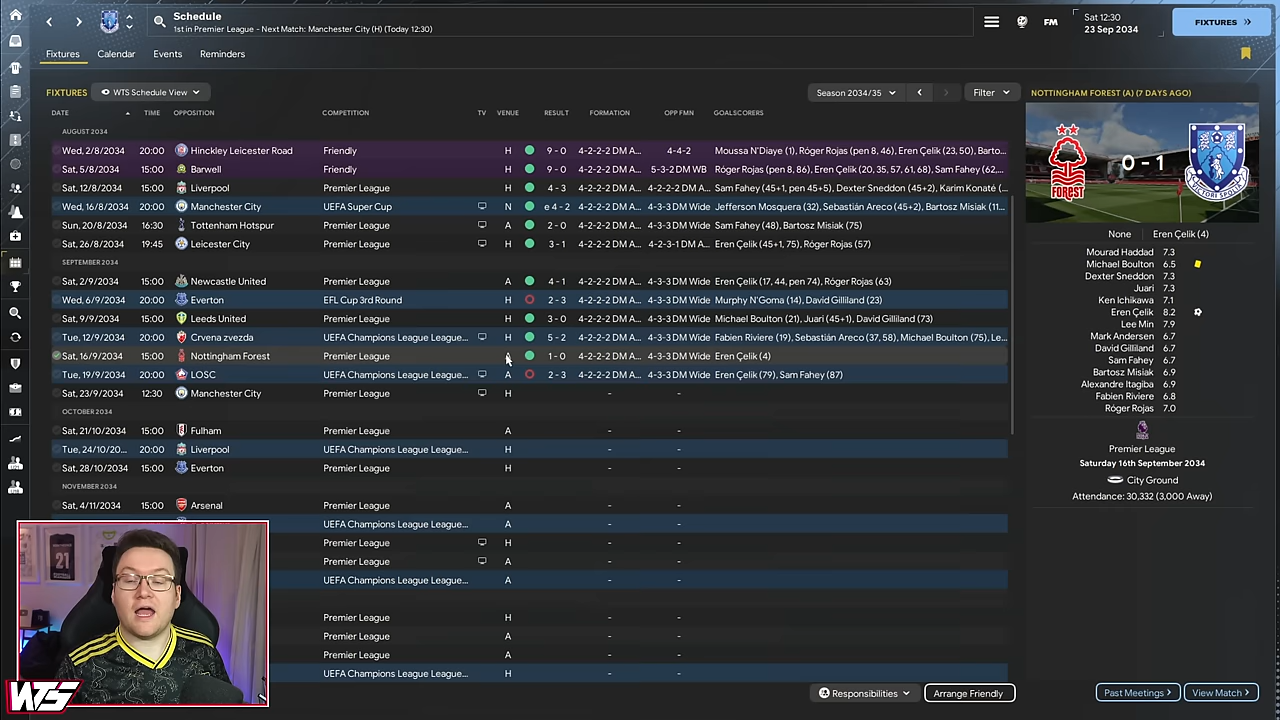 Schedule
1st in Premier League - Next Match: Manchester City (H) (Today 12:30)
FM
Sat 12:30
23 Sep 2034
FIXTURES
Fixtures Calendar Events Reminders
FIXTURES WTS Schedule View Season 2034/35 Filter
DATE TIME OPPOSITION COMPETITION TV VENUE RESULT FORMATION OPP FMN GOALSCORERS
AUGUST 2034
Wed, 2/8/2034 20:00 Hinckley Leicester Road Friendly H - 0 4-2-2-2 DM A... 4-4-2 Moussa N'Diaye (1), Róger Rojas (pen 8, 46), Eren Çelik (23, 50), Barto...
Sat, 5/8/2034 15:00 Barwell Friendly H 9 - 0 4-2-2-2 DM A... 5-3-2 DM WB Róger Rojas (pen 8, 86), Eren Çelik (20, 35, 57, 61, 68), Sam Fahey (62,...
Sat, 12/8/2034 15:00 Liverpool Premier League H 4 - 3 4-2-2-2 DM A... 4-2-2-2 DM A... Sam Fahey (45+1, pen 45+5), Dexter Sneddon (45+2), Karim Konaté (...
Wed, 16/8/2034 20:00 Manchester City UEFA Super Cup N e 4 - 2 4-2-2-2 DM A... 4-3-3 DM Wide Jefferson Mosquera (32), Sebastián Areco (45+2), Bartosz Misiak (11...
Sun, 20/8/2034 16:30 Tottenham Hotspur Premier League A 2 - 0 4-2-2-2 DM A... 4-3-3 DM Wide Sam Fahey (48), Bartosz Misiak (75)
Sat, 26/8/2034 19:45 Leicester City Premier League H 3 - 1 4-2-2-2 DM A... 4-2-3-1 DM A... Eren Çelik (45+1, 75), Róger Rojas (57)
SEPTEMBER 2034
Sat, 2/9/2034 15:00 Newcastle United Premier League A 4 - 1 4-2-2-2 DM A... 4-3-3 DM Wide Eren Çelik (17, 44, pen 74), Róger Rojas (63)
Wed, 6/9/2034 20:00 Everton EFL Cup 3rd Round H 2 - 3 4-2-2-2 DM A... 4-3-3 DM Wide Murphy N'Goma (14), David Gilliland (23)
Sat, 9/9/2034 15:00 Leeds United Premier League H 3 - 0 4-2-2-2 DM A... 4-3-3 DM Wide Michael Boulton (21), Juari (45+1), David Gilliland (73)
Tue, 12/9/2034 20:00 Crvena zvezda UEFA Champions League League... H 5 - 2 4-2-2-2 DM A... 4-3-3 DM Wide Fabien Riviere (19), Sebastián Areco (37, 58), Michael Boulton (75), Le...
Sat, 16/9/2034 15:00 Nottingham Forest Premier League A 1 - 0 4-2-2-2 DM A... 4-3-3 DM Wide Eren Çelik (4)
Tue, 19/9/2034 20:00 LOSC UEFA Champions League League... A 2 - 3 4-2-2-2 DM A... 4-3-3 DM Wide Eren Çelik (79), Sam Fahey (87)
Sat, 23/9/2034 12:30 Manchester City Premier League H - -
OCTOBER 2034
Sat, 21/10/2034 15:00 Fulham Premier League A - -
Tue, 24/10/20... 20:00 Liverpool UEFA Champions League League... H - -
Sat, 28/10/2034 15:00 Everton Premier League H - -
NOVEMBER 2034
Sat, 4/11/2034 15:00 Arsenal Premier League A - -
UEFA Champions League League... A - -
Premier League H - -
Premier League A - -
UEFA Champions League League... A - -
Premier League H - -
Premier League A - -
Premier League A - -
UEFA Champions League League... H - -
Responsibilities Arrange Friendly
NOTTINGHAM FOREST (A) (7 DAYS AGO)
FOREST 0 - 1
None Eren Çelik (4)
Mourad Haddad 7.3
Michael Boulton 6.5
Dexter Sneddon 7.3
Juari 7.3
Ken Ichikawa 7.1
Eren Çelik 8.2
Lee Min 7.9
Mark Anderson 6.7
David Gilliland 6.7
Sam Fahey 6.7
Bartosz Misiak 6.9
Alexandre Itagiba 6.9
Fabien Riviere 6.8
Róger Rojas 7.0
Premier League
Saturday 16th September 2034
City Ground
Attendance: 30,332 (3,000 Away)
Past Meetings View Match
21
WTS